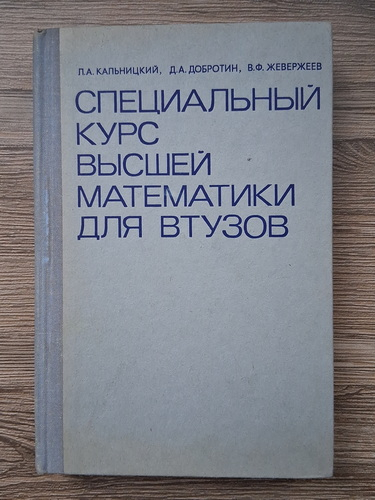 Л.А. КАЛЬНИЦКИЙ, Д.А. ДОБРОТИН, В.Ф. ЖЕВЕРЖЕЕВ
СПЕЦИАЛЬНЫЙ
КУРС
ВЫСШЕЙ
МАТЕМАТИКИ
ДЛЯ ВТУЗОВ